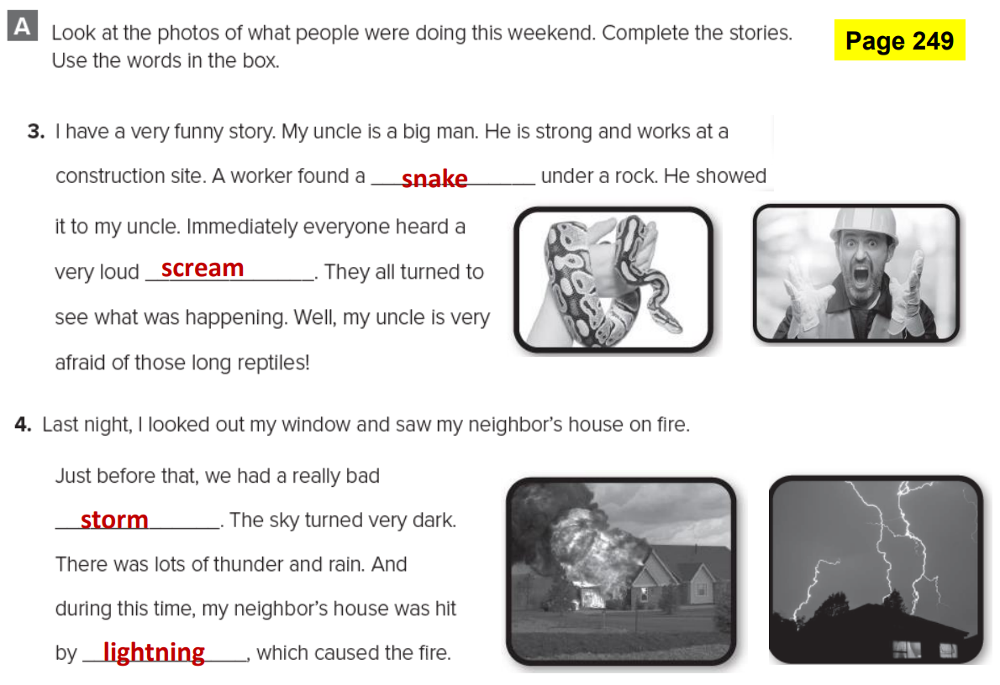 A
Look at the photos of what people were doing this weekend. Complete the stories.
Use the words in the box.
Page 249
3. I have a very funny story. My uncle is a big man. He is strong and works at a
construction site. A worker found a snake under a rock. He showed
it to my uncle. Immediately everyone heard a
very loud scream. They all turned to
see what was happening. Well, my uncle is very
afraid of those long reptiles!
4. Last night, I looked out my window and saw my neighbor's house on fire.
Just before that, we had a really bad
storm. The sky turned very dark.
There was lots of thunder and rain. And
during this time, my neighbor's house was hit
by lightning, which caused the fire.